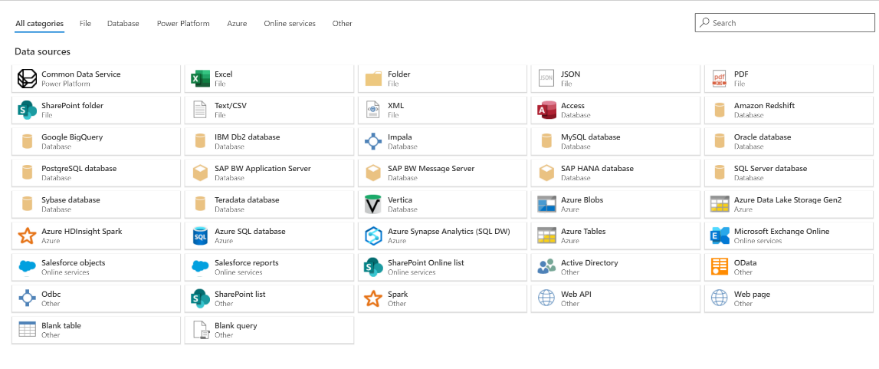 All categories File Database Power Platform Azure Online services Other Search
Data sources
Common Data Service Excel Folder JSON PDF
Power Platform File File File File
SharePoint folder Text/CSV XML Access Amazon Redshift
File File File Database Database
Google BigQuery IBM Db2 database Impala MySQL database Oracle database
Database Database Database Database Database
PostgreSQL database SAP BW Application Server SAP BW Message Server SAP HANA database SQL Server database
Database Database Database Database Database
Sybase database Teradata database Vertica Azure Blobs Azure Data Lake Storage Gen2
Database Database Database Azure Azure
Azure HDInsight Spark Azure SQL database Azure Synapse Analytics (SQL DW) Azure Tables Microsoft Exchange Online
Azure Azure Azure Azure Online services
Salesforce objects Salesforce reports SharePoint Online list Active Directory OData
Online services Online services Online services Other Other
Odbc SharePoint list Spark Web API Web page
Other Other Other Other Other
Blank table Blank query
Other Other